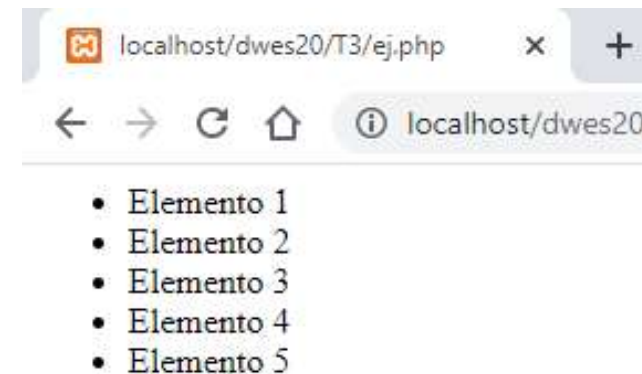 localhost/dwes20/T3/ej.php
localhost/dwes20
Elemento 1
Elemento 2
Elemento 3
Elemento 4
Elemento 5